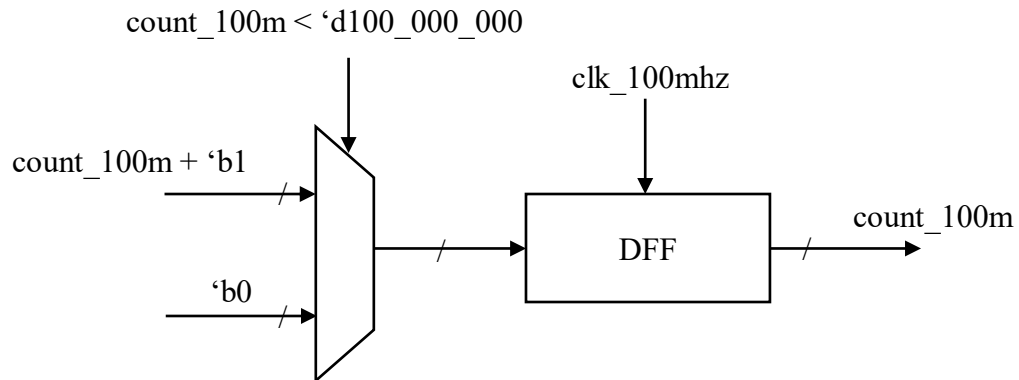 count_100m < ‘d100_000_000
clk_100mhz
count_100m + ‘b1
count_100m
DFF
‘b0